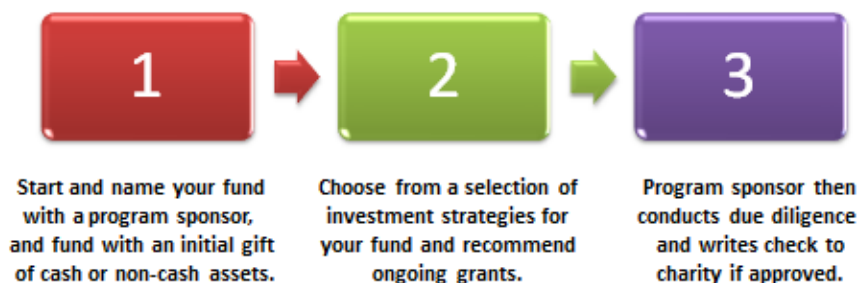 1
Start and name your fund
with a program sponsor,
and fund with an initial gift
of cash or non-cash assets.
2
Choose from a selection of
investment strategies for
your fund and recommend
ongoing grants.
3
Program sponsor then
conducts due diligence
and writes check to
charity if approved.